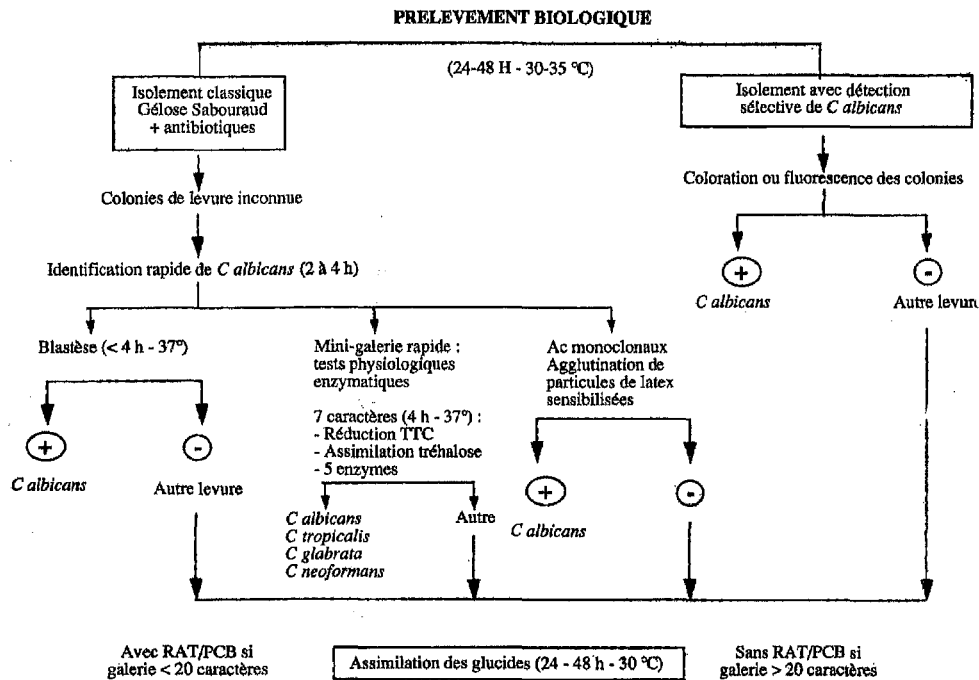 PRELEVEMENT BIOLOGIQUE
(24-48 H - 30-35 °C)
Isolement classique
Gélose Sabouraud
+ antibiotiques
Isolement avec détection
sélective de C albicans
Colonies de levure inconnue
Coloration ou fluorescence des colonies
Identification rapide de C albicans (2 à 4 h)
+
C albicans
-
Autre levure
Blastèse (< 4 h - 37°)
+
C albicans
-
Autre levure
Mini-galerie rapide :
tests physiologiques
enzymatiques
7 caractères (4 h - 37°) :
- Réduction TTC
- Assimilation tréhalose
- 5 enzymes
C albicans
C tropicalis
C glabrata
C neoformans
Autre
Ac monoclonaux
Agglutination de
particules de latex
sensibilisées
+
C albicans
-
Avec RAT/PCB si
galerie < 20 caractères
Assimilation des glucides (24 - 48 h - 30 °C)
Sans RAT/PCB si
galerie > 20 caractères